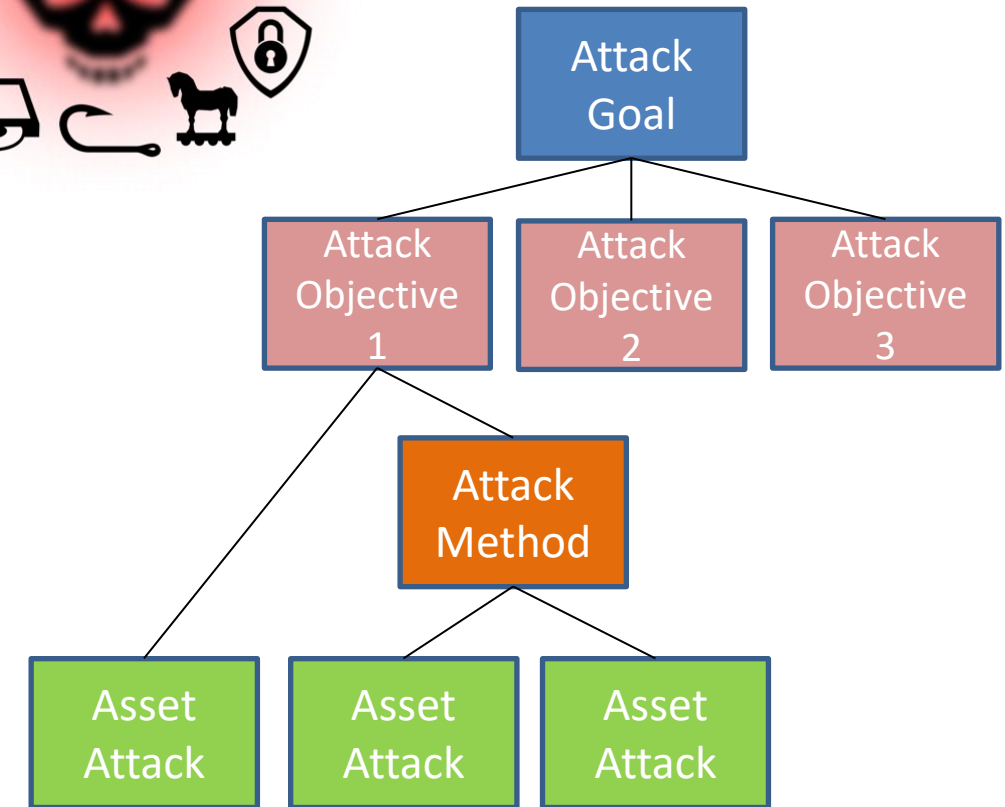 Attack
Goal
Attack
Objective
1
Attack
Objective
2
Attack
Objective
3
Attack
Method
Asset
Attack
Asset
Attack
Asset
Attack